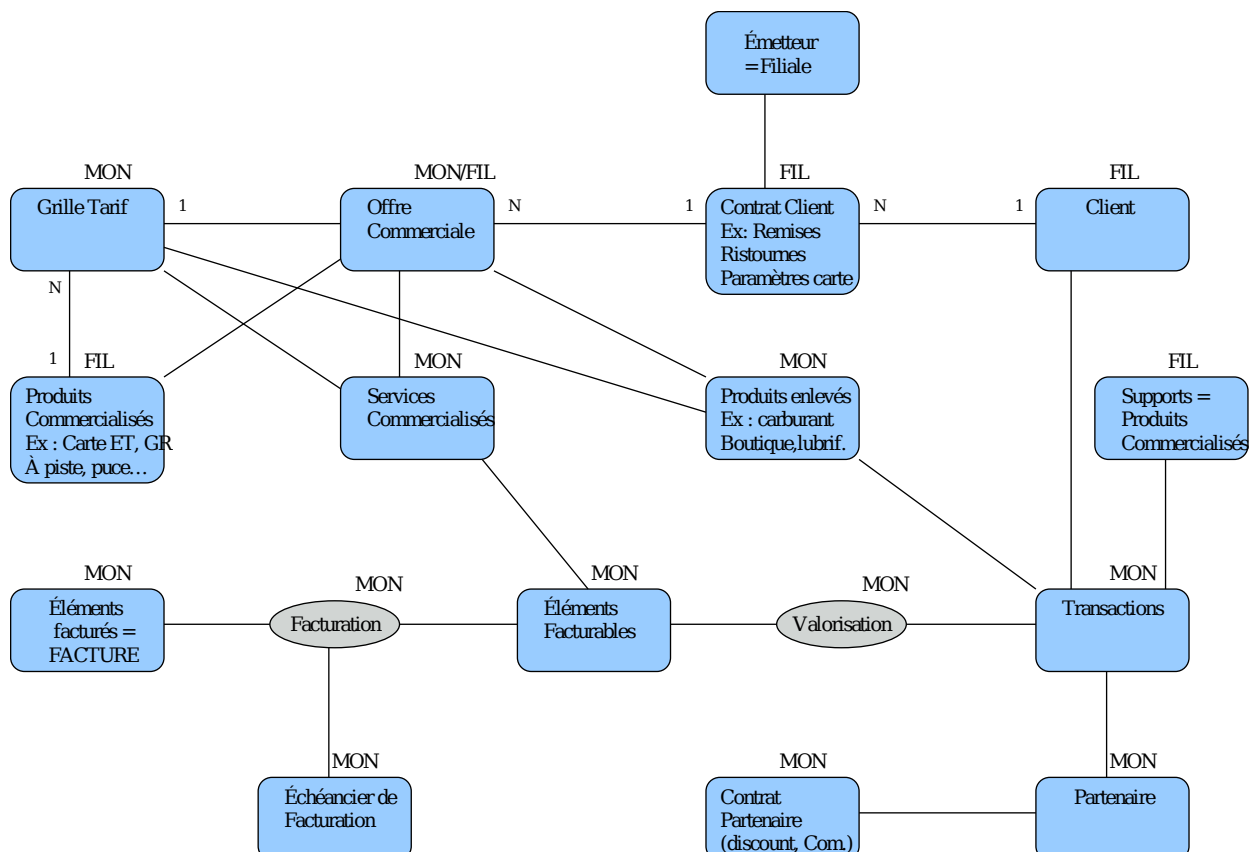 Émetteur
= Filiale
MON
MON/FIL
FIL
FIL
Grille Tarif
1
Offre
Commerciale
N
1
Contrat Client
Ex: Remises
Ristournes
Paramètres carte
N
1
Client
N
1
FIL
MON
MON
FIL
Produits
Commercialisés
Ex : Carte ET, GR
À piste, puce…
Services
Commercialisés
Produits enlevés
Ex : carburant
Boutique,lubrif.
Supports =
Produits
Commercialisés
MON
MON
MON
MON
MON
Éléments
facturés =
FACTURE
Facturation
Éléments
Facturables
Valorisation
Transactions
MON
MON
MON
Échéancier de
Facturation
Contrat
Partenaire
(discount, Com.)
Partenaire